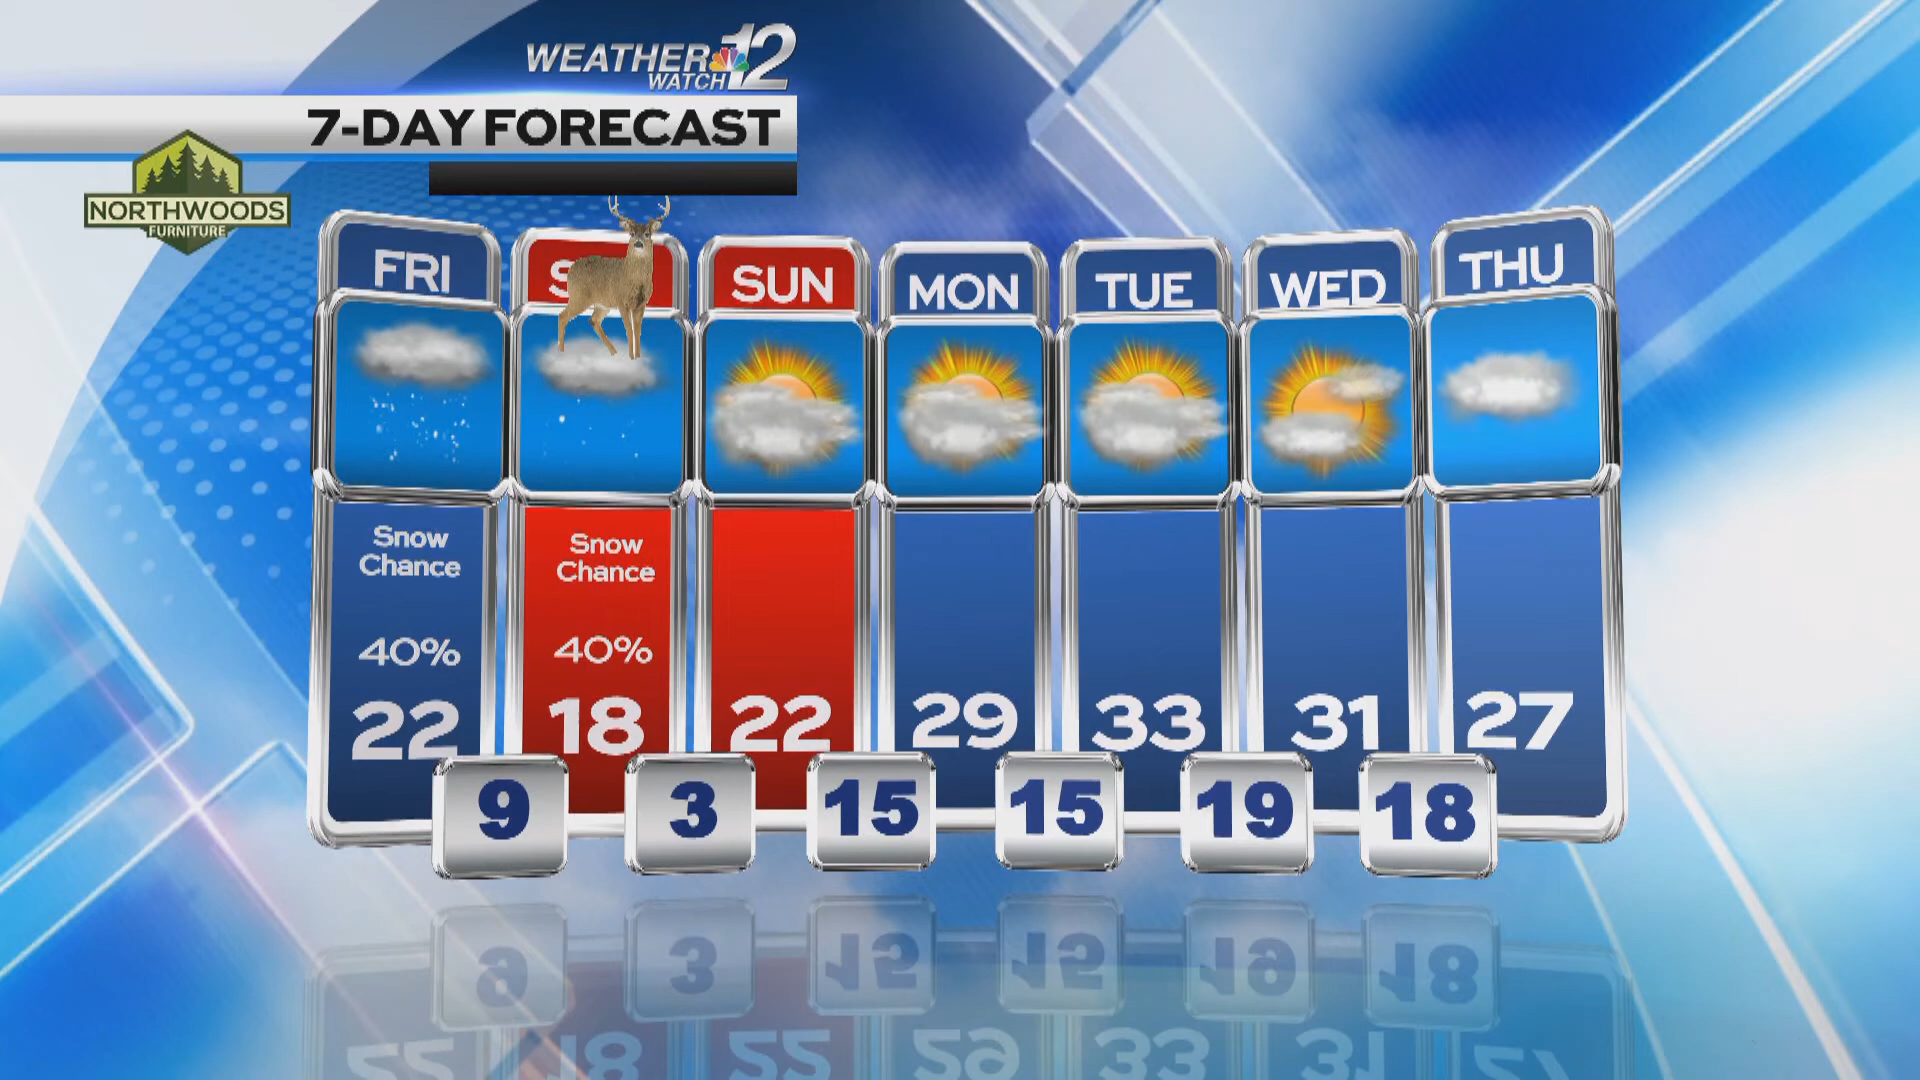 WEATHER 12
WATCH
7-DAY FORECAST
NORTHWOODS
FURNITURE
FRI
S
SUN
MON
TUE
WED
THU
Snow
Chance
Snow
Chance
40%
40%
22
18
22
29
33
31
27
9
3
15
15
19
18